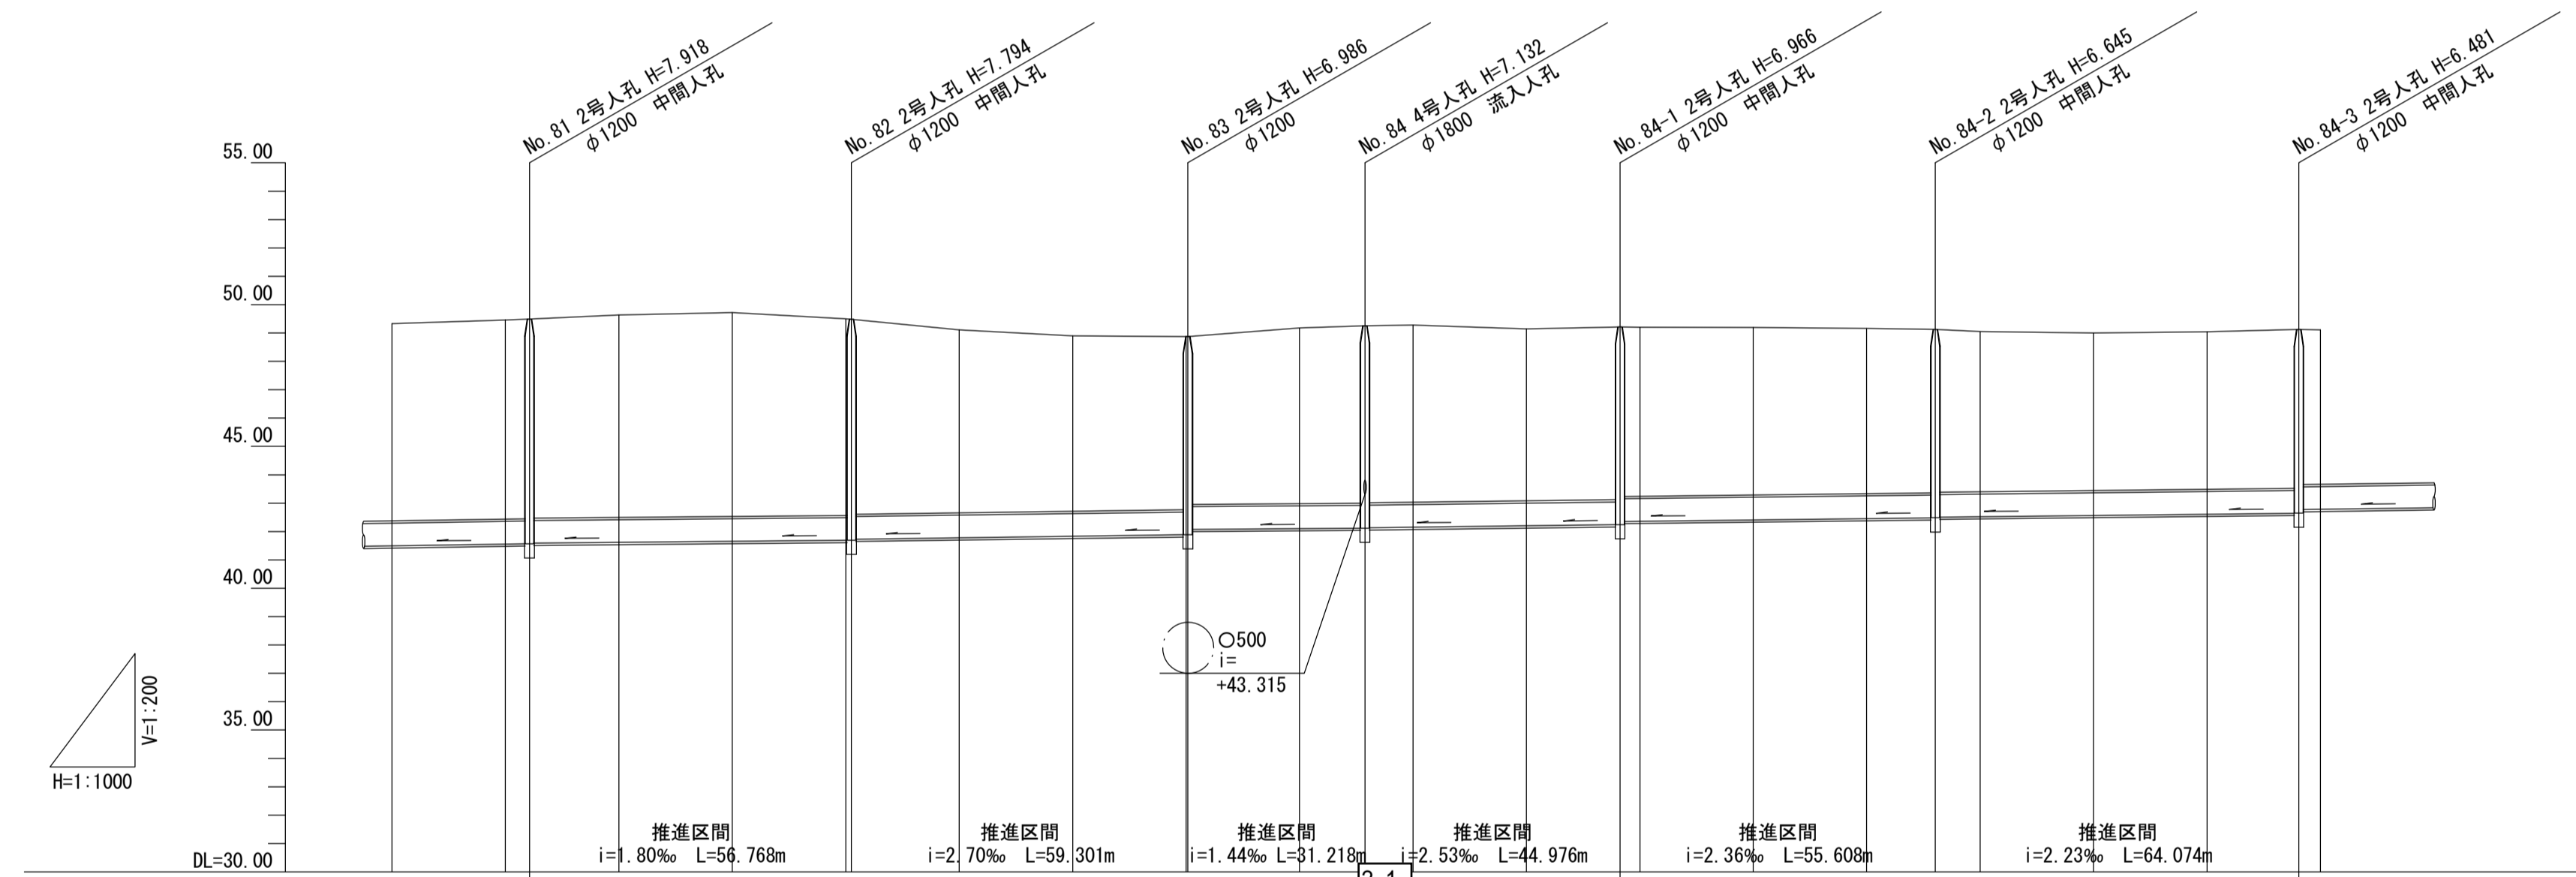 No.81 2号人孔 H=7.918
φ1200 中間人孔
No.82 2号人孔 H=7.794
φ1200 中間人孔
No.83 2号人孔 H=6.986
φ1200
No.84 4号人孔 H=7.132
φ1800 流入人孔
No.84-1 2号人孔 H=6.966
φ1200 中間人孔
No.84-2 2号人孔 H=6.645
φ1200 中間人孔
No.84-3 2号人孔 H=6.481
φ1200 中間人孔
55.00
50.00
45.00
40.00
35.00
DL=30.00
V=1:200
H=1:1000
○500
i=
+43.315
推進区間
i=1.80‰ L=56.768m
推進区間
i=2.70‰ L=59.301m
推進区間
i=1.44‰ L=31.218m
推進区間
i=2.53‰ L=44.976m
推進区間
i=2.36‰ L=55.608m
推進区間
i=2.23‰ L=64.074m